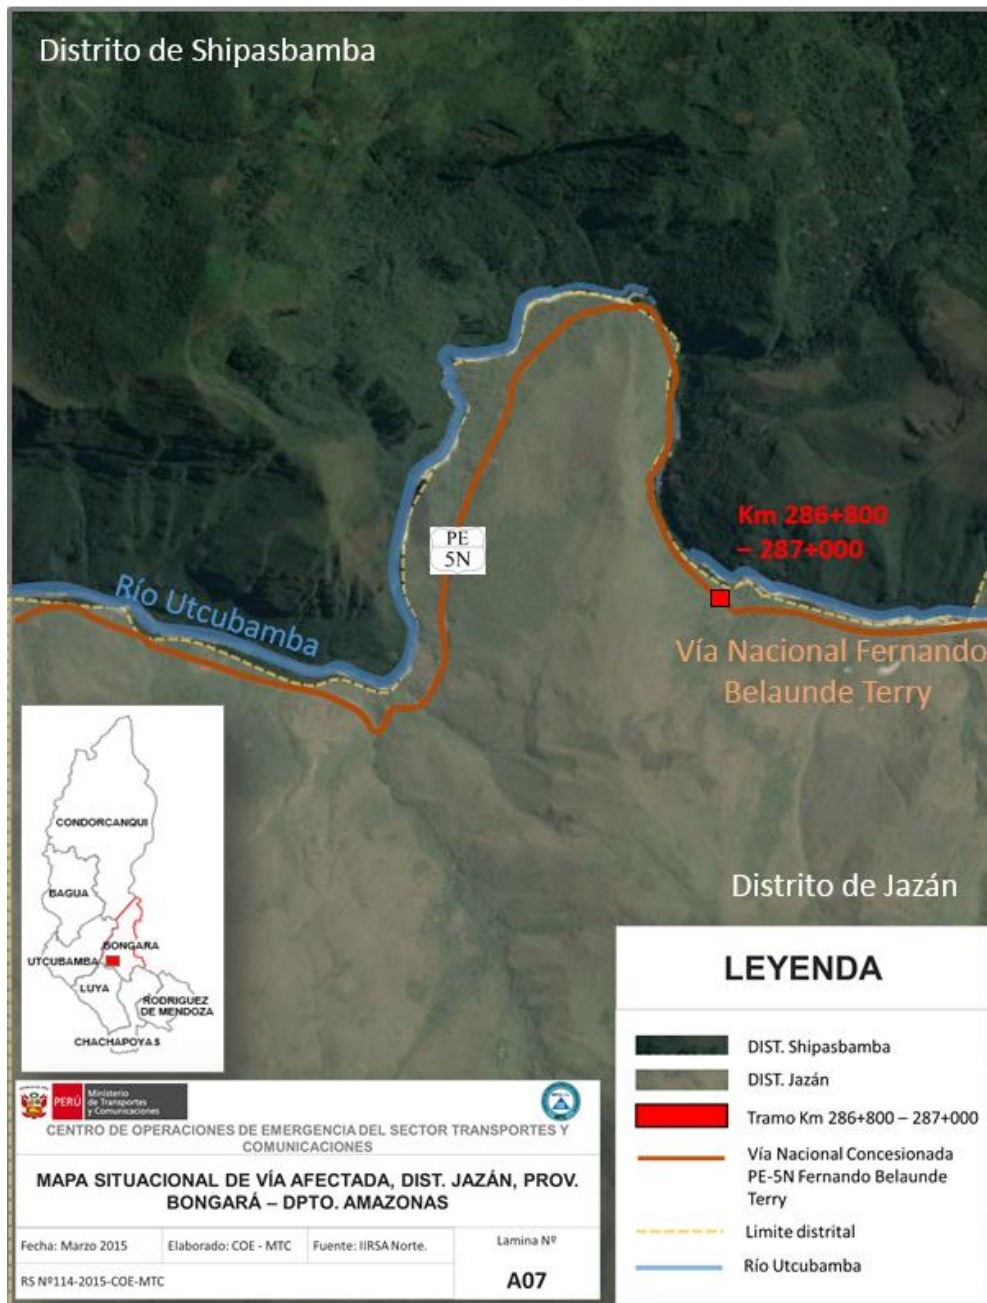 Distrito de Shipasbamba
PE
5N
Km 286+800
– 287+000
Río Utcubamba
Vía Nacional Fernando
Belaunde Terry
Distrito de Jazán
CONDORCANQUI
BAGUA
BONGARA
UTCUBAMBA
LUYA
RODRIGUEZ
DE MENDOZA
CHACHAPOYAS
LEYENDA
DIST. Shipasbamba
DIST. Jazán
Tramo Km 286+800 – 287+000
Vía Nacional Concesionada
PE-5N Fernando Belaunde
Terry
Limite distrital
Río Utcubamba
PERÚ
Ministerio
de Transportes
y Comunicaciones
CENTRO DE OPERACIONES DE EMERGENCIA DEL SECTOR TRANSPORTES Y
COMUNICACIONES
MAPA SITUACIONAL DE VÍA AFECTADA, DIST. JAZÁN, PROV.
BONGARÁ – DPTO. AMAZONAS
Fecha: Marzo 2015
Elaborado: COE - MTC
Fuente: IIRSA Norte.
Lamina Nº
RS Nº114-2015-COE-MTC
A07